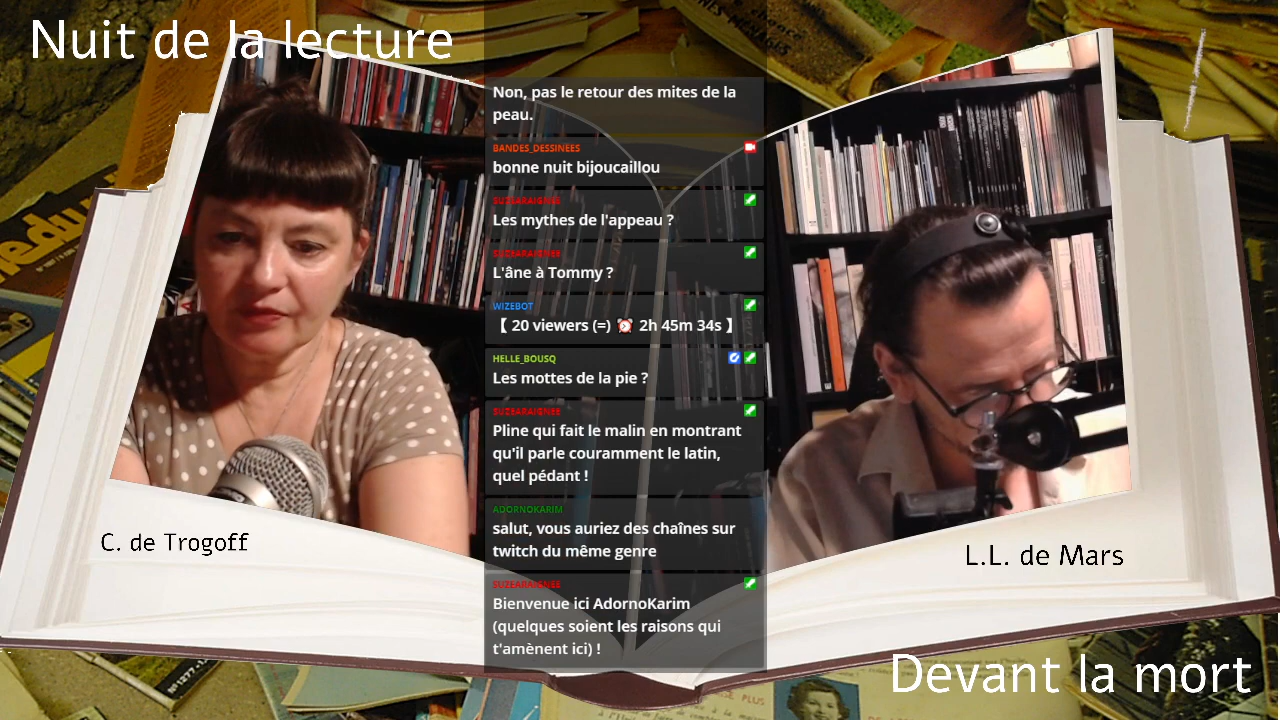 Nuit de la lecture
Non, pas le retour des mites de la
peau.
BANDES_DESSINEES
bonne nuit bijoucaillou
SUZEARAIGNEE
Les mythes de l'appeau ?
SUZEARAIGNEE
L'âne à Tommy ?
WIZEBOT
【 20 viewers (=) ⏰ 2h 45m 34s 】
HELLE_BOUSQ
Les mottes de la pie ?
SUZEARAIGNEE
Pline qui fait le malin en montrant
qu'il parle couramment le latin,
quel pédant !
ADORNOKARIM
salut, vous auriez des chaînes sur
twitch du même genre
SUZEARAIGNEE
Bienvenue ici AdornoKarim
(quelques soient les raisons qui
t'amènent ici) !
C. de Trogoff
L.L. de Mars
Devant la mort